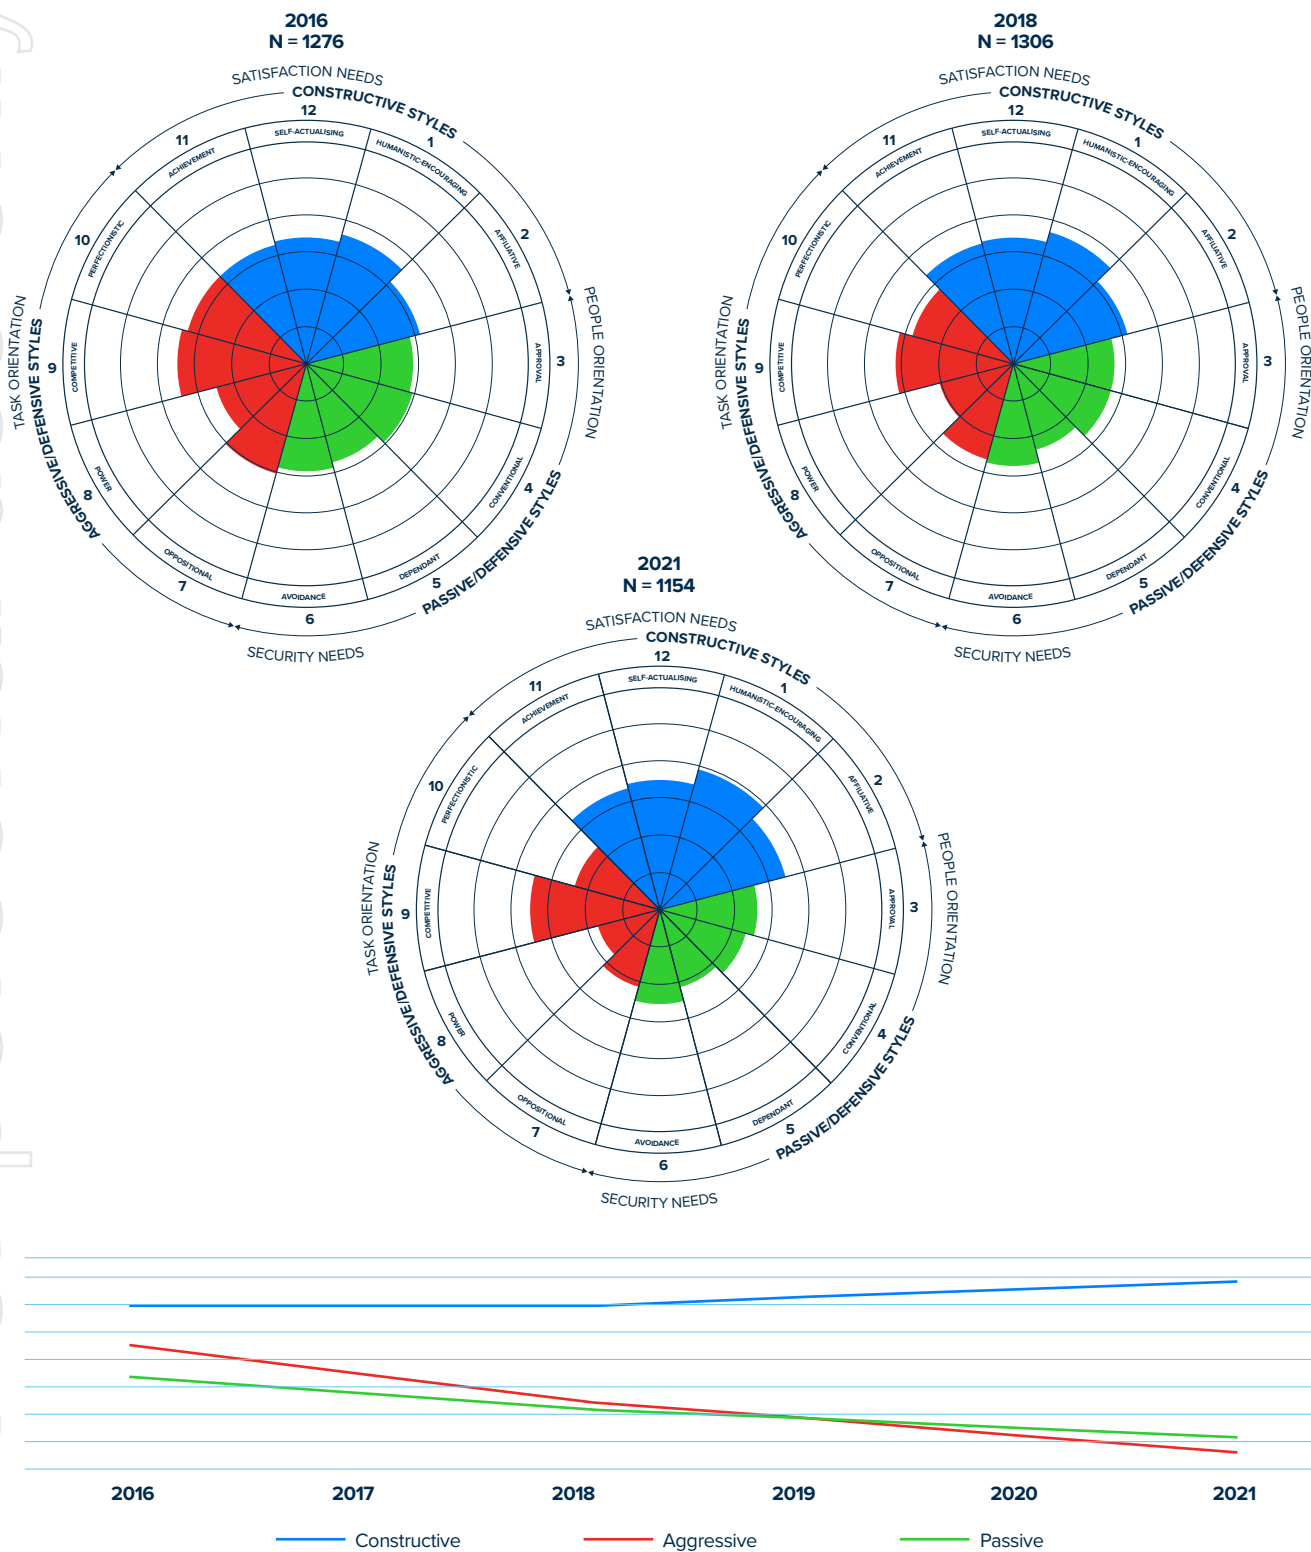 2016
N = 1276
SATISFACTION NEEDS
CONSTRUCTIVE STYLES
12
SELF-ACTUALISING
1
HUMANISTIC-ENCOURAGING
2
AFFILIATIVE
PEOPLE ORIENTATION
3
APPROVAL
4
CONVENTIONAL
PASSIVE/DEFENSIVE STYLES
5
DEPENDANT
6
AVOIDANCE
SECURITY NEEDS
7
OPPOSITIONAL
8
POWER
AGGRESSIVE/DEFENSIVE STYLES
TASK ORIENTATION
9
COMPETITIVE
10
PERFECTIONISTIC
11
ACHIEVEMENT
2018
N = 1306
SATISFACTION NEEDS
CONSTRUCTIVE STYLES
12
SELF-ACTUALISING
1
HUMANISTIC-ENCOURAGING
2
AFFILIATIVE
PEOPLE ORIENTATION
3
APPROVAL
4
CONVENTIONAL
PASSIVE/DEFENSIVE STYLES
5
DEPENDANT
6
AVOIDANCE
SECURITY NEEDS
7
OPPOSITIONAL
8
POWER
AGGRESSIVE/DEFENSIVE STYLES
TASK ORIENTATION
9
COMPETITIVE
10
PERFECTIONISTIC
11
ACHIEVEMENT
2021
N = 1154
SATISFACTION NEEDS
CONSTRUCTIVE STYLES
12
SELF-ACTUALISING
1
HUMANISTIC-ENCOURAGING
2
AFFILIATIVE
PEOPLE ORIENTATION
3
APPROVAL
4
CONVENTIONAL
PASSIVE/DEFENSIVE STYLES
5
DEPENDANT
6
AVOIDANCE
SECURITY NEEDS
7
OPPOSITIONAL
8
POWER
AGGRESSIVE/DEFENSIVE STYLES
TASK ORIENTATION
9
COMPETITIVE
10
PERFECTIONISTIC
11
ACHIEVEMENT
2016 2017 2018 2019 2020 2021
Constructive Aggressive Passive